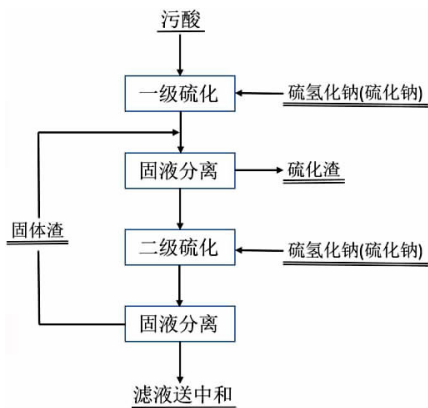 污酸
一级硫化
硫氢化钠(硫化钠)
固液分离
硫化渣
固体渣
二级硫化
硫氢化钠(硫化钠)
固液分离
滤液送中和